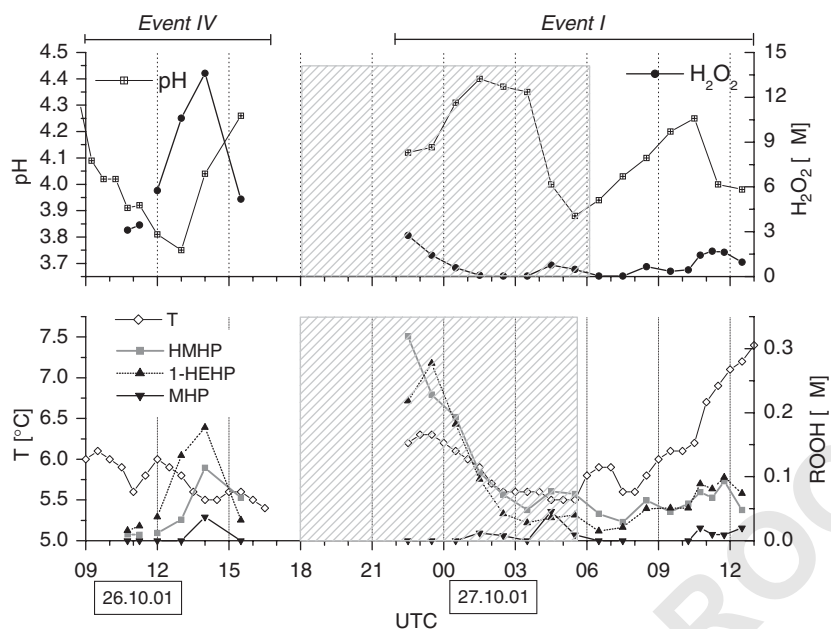 Event IV
Event I
4.5
4.4
4.3
4.2
4.1
4.0
3.9
3.8
3.7
pH
pH
H2O2
15
12
9
6
3
0
H2O2 [ M]
T
HMHP
1-HEHP
MHP
7.5
7.0
6.5
6.0
5.5
5.0
T [°C]
0.3
0.2
0.1
0.0
ROOH [ M]
09 12 15 18 21 00 03 06 09 12
26.10.01
27.10.01
UTC
ROO